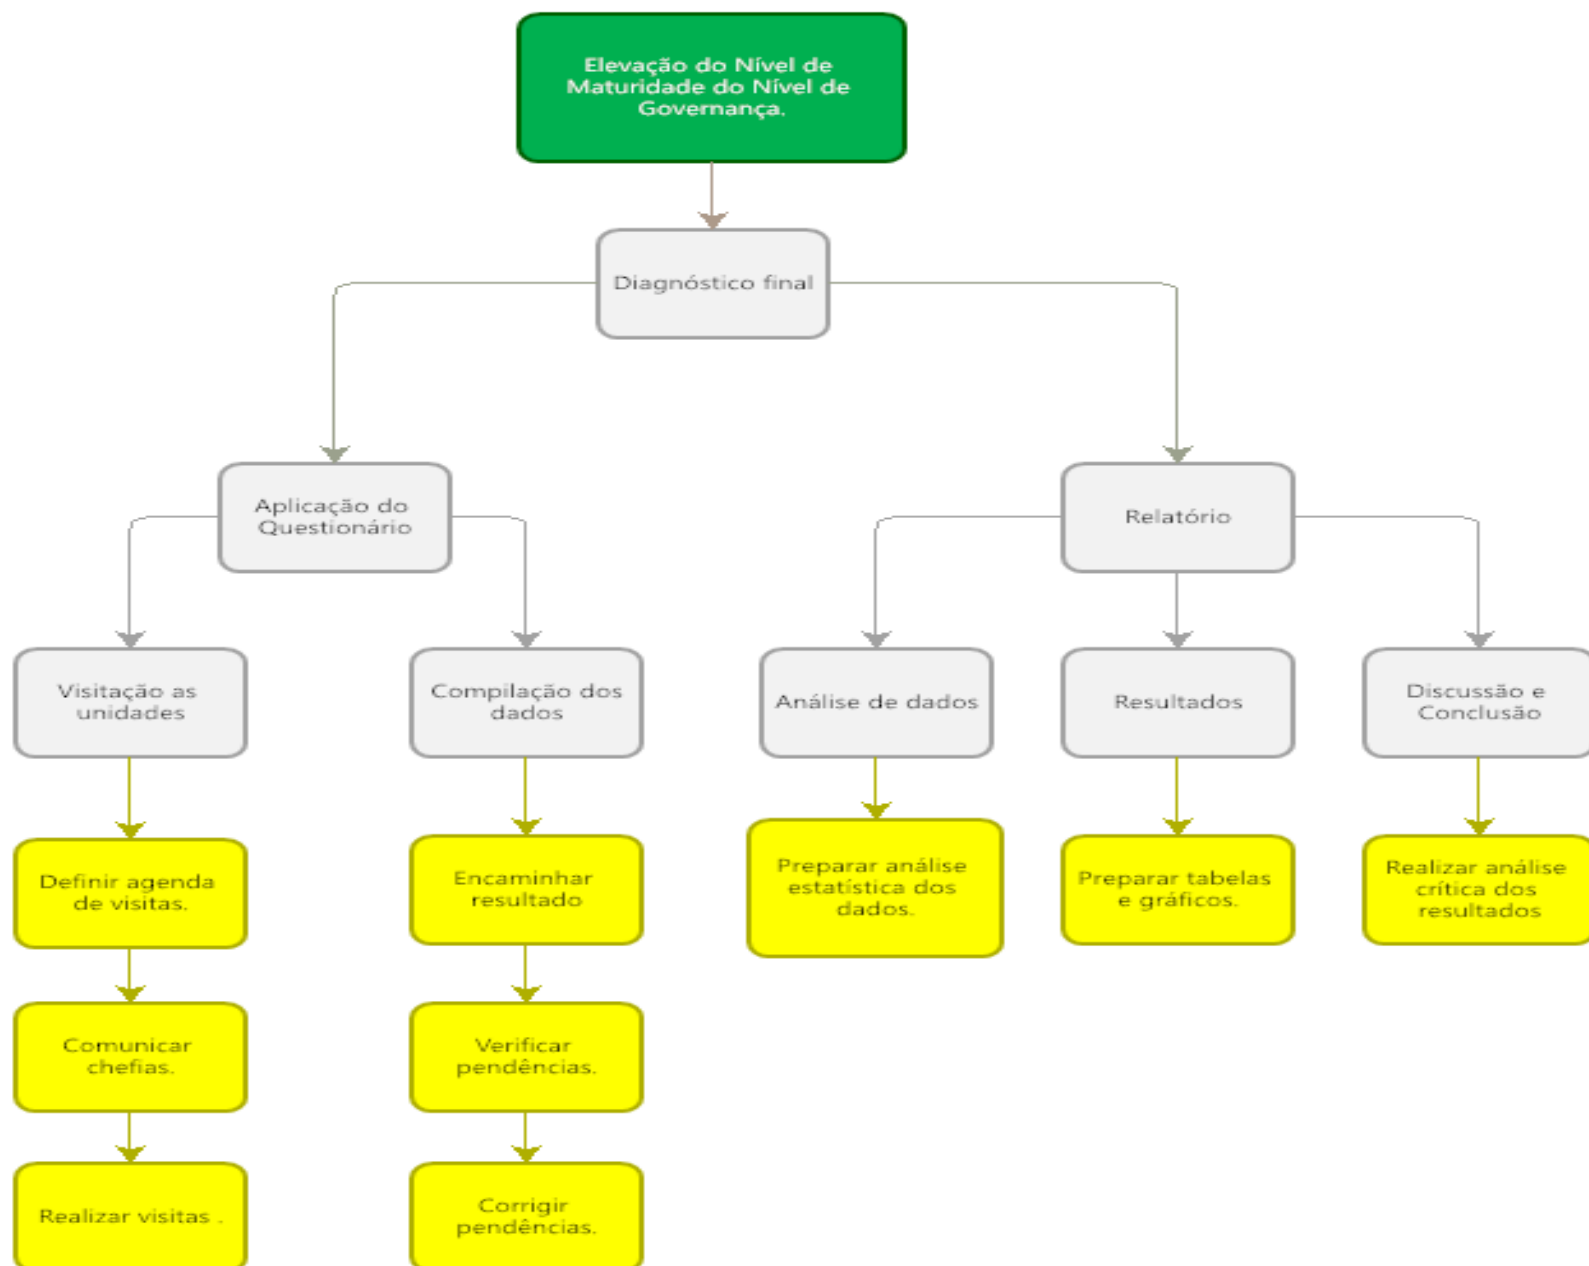 Elevação do Nível de
Maturidade do Nível de
Governança.
Diagnóstico final
Aplicação do
Questionário
Relatório
Visitação as
unidades
Compilação dos
dados
Análise de dados
Resultados
Discussão e
Conclusão
Definir agenda
de visitas.
Encaminhar
resultado
Preparar análise
estatística dos
dados.
Preparar tabelas
e gráficos.
Realizar análise
crítica dos
resultados
Comunicar
chefias.
Verificar
pendências.
Realizar visitas .
Corrigir
pendências.